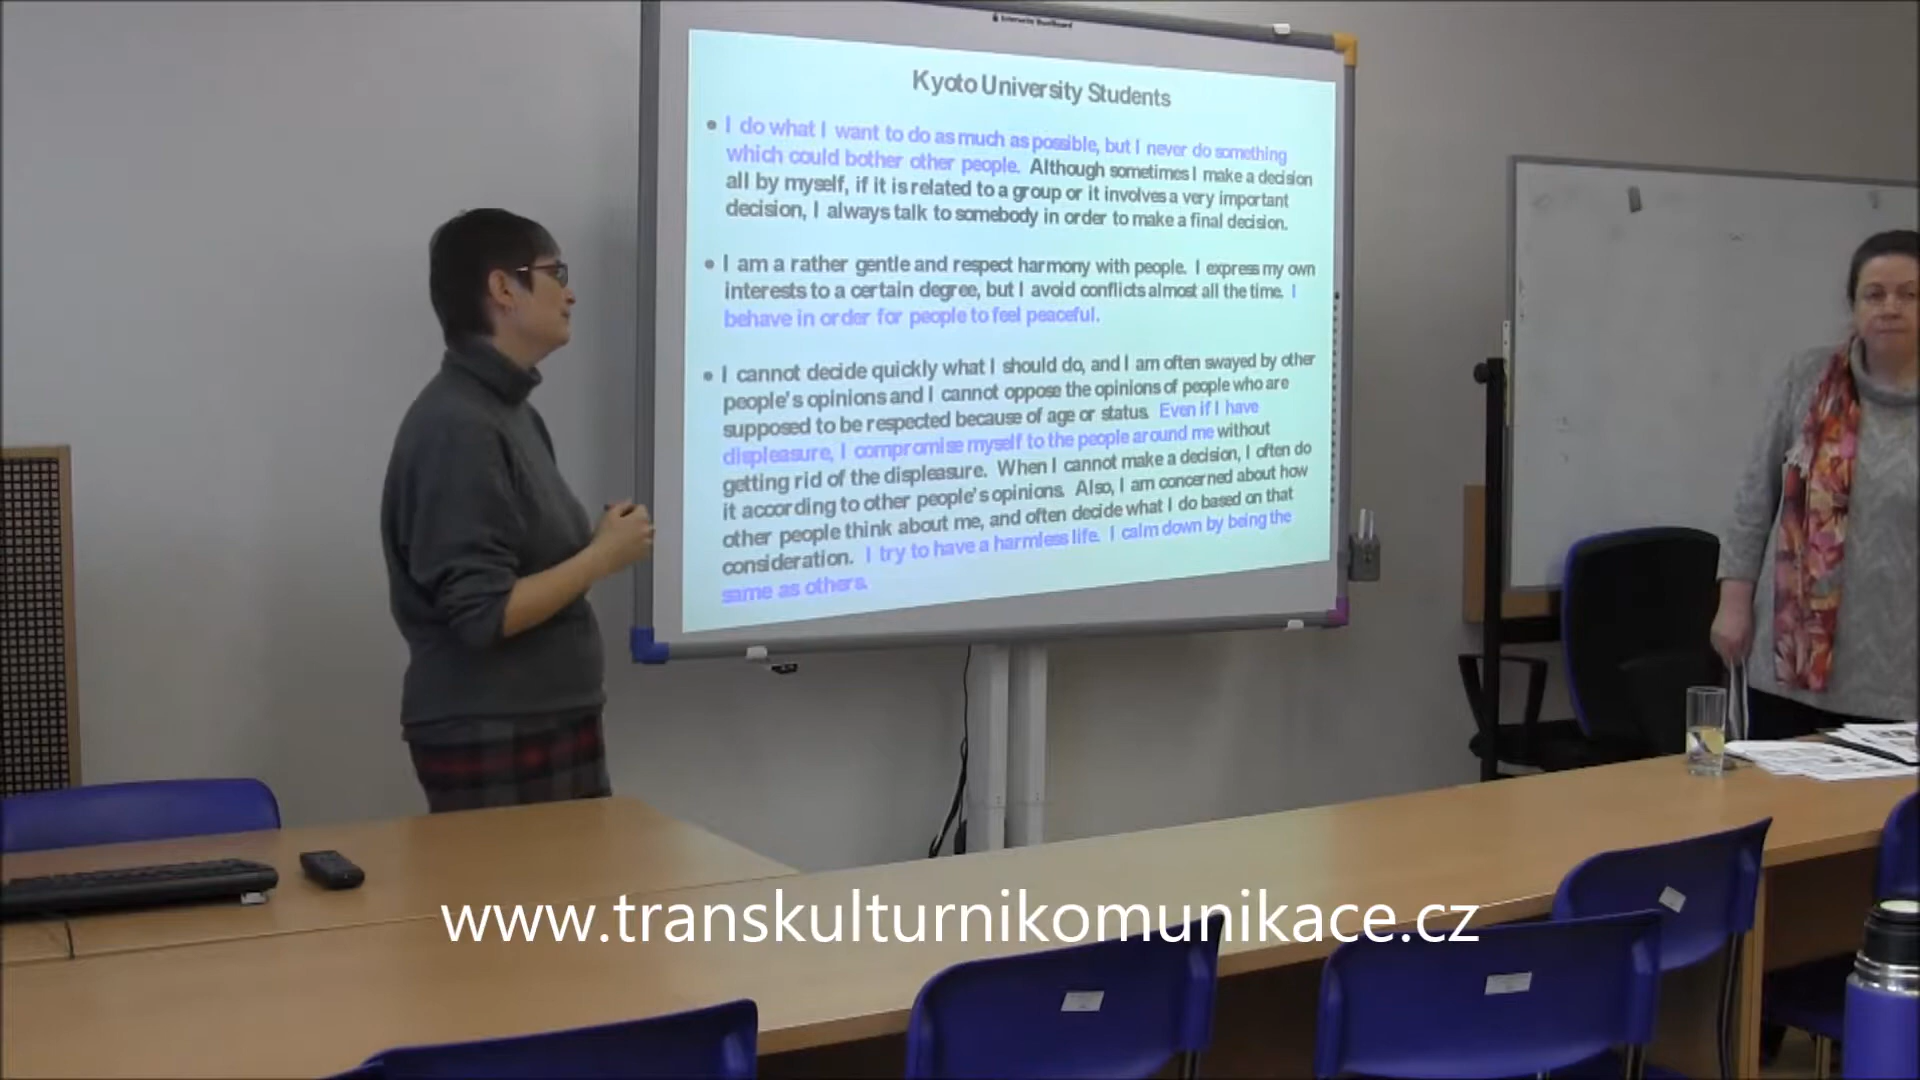 Kyoto University Students
• I do what I want to do as much as possible, but I never do something
which could bother other people. Although sometimes I make a decision
all by myself, if it is related to a group or it involves a very important
decision, I always talk to somebody in order to make a final decision.
• I am a rather gentle and respect harmony with people. I express my own
interests to a certain degree, but I avoid conflicts almost all the time. I
behave in order for people to feel peaceful.
• I cannot decide quickly what I should do, and I am often swayed by other
people's opinions and I cannot oppose the opinions of people who are
supposed to be respected because of age or status. Even if I have
displeasure, I compromise myself to the people around me without
getting rid of the displeasure. When I cannot make a decision, I often do
it according to other people's opinions. Also, I am concerned about how
other people think about me, and often decide what I do based on that
consideration. I try to have a harmless life. I calm down by being the
same as others.
www.transkulturnikomunikace.cz